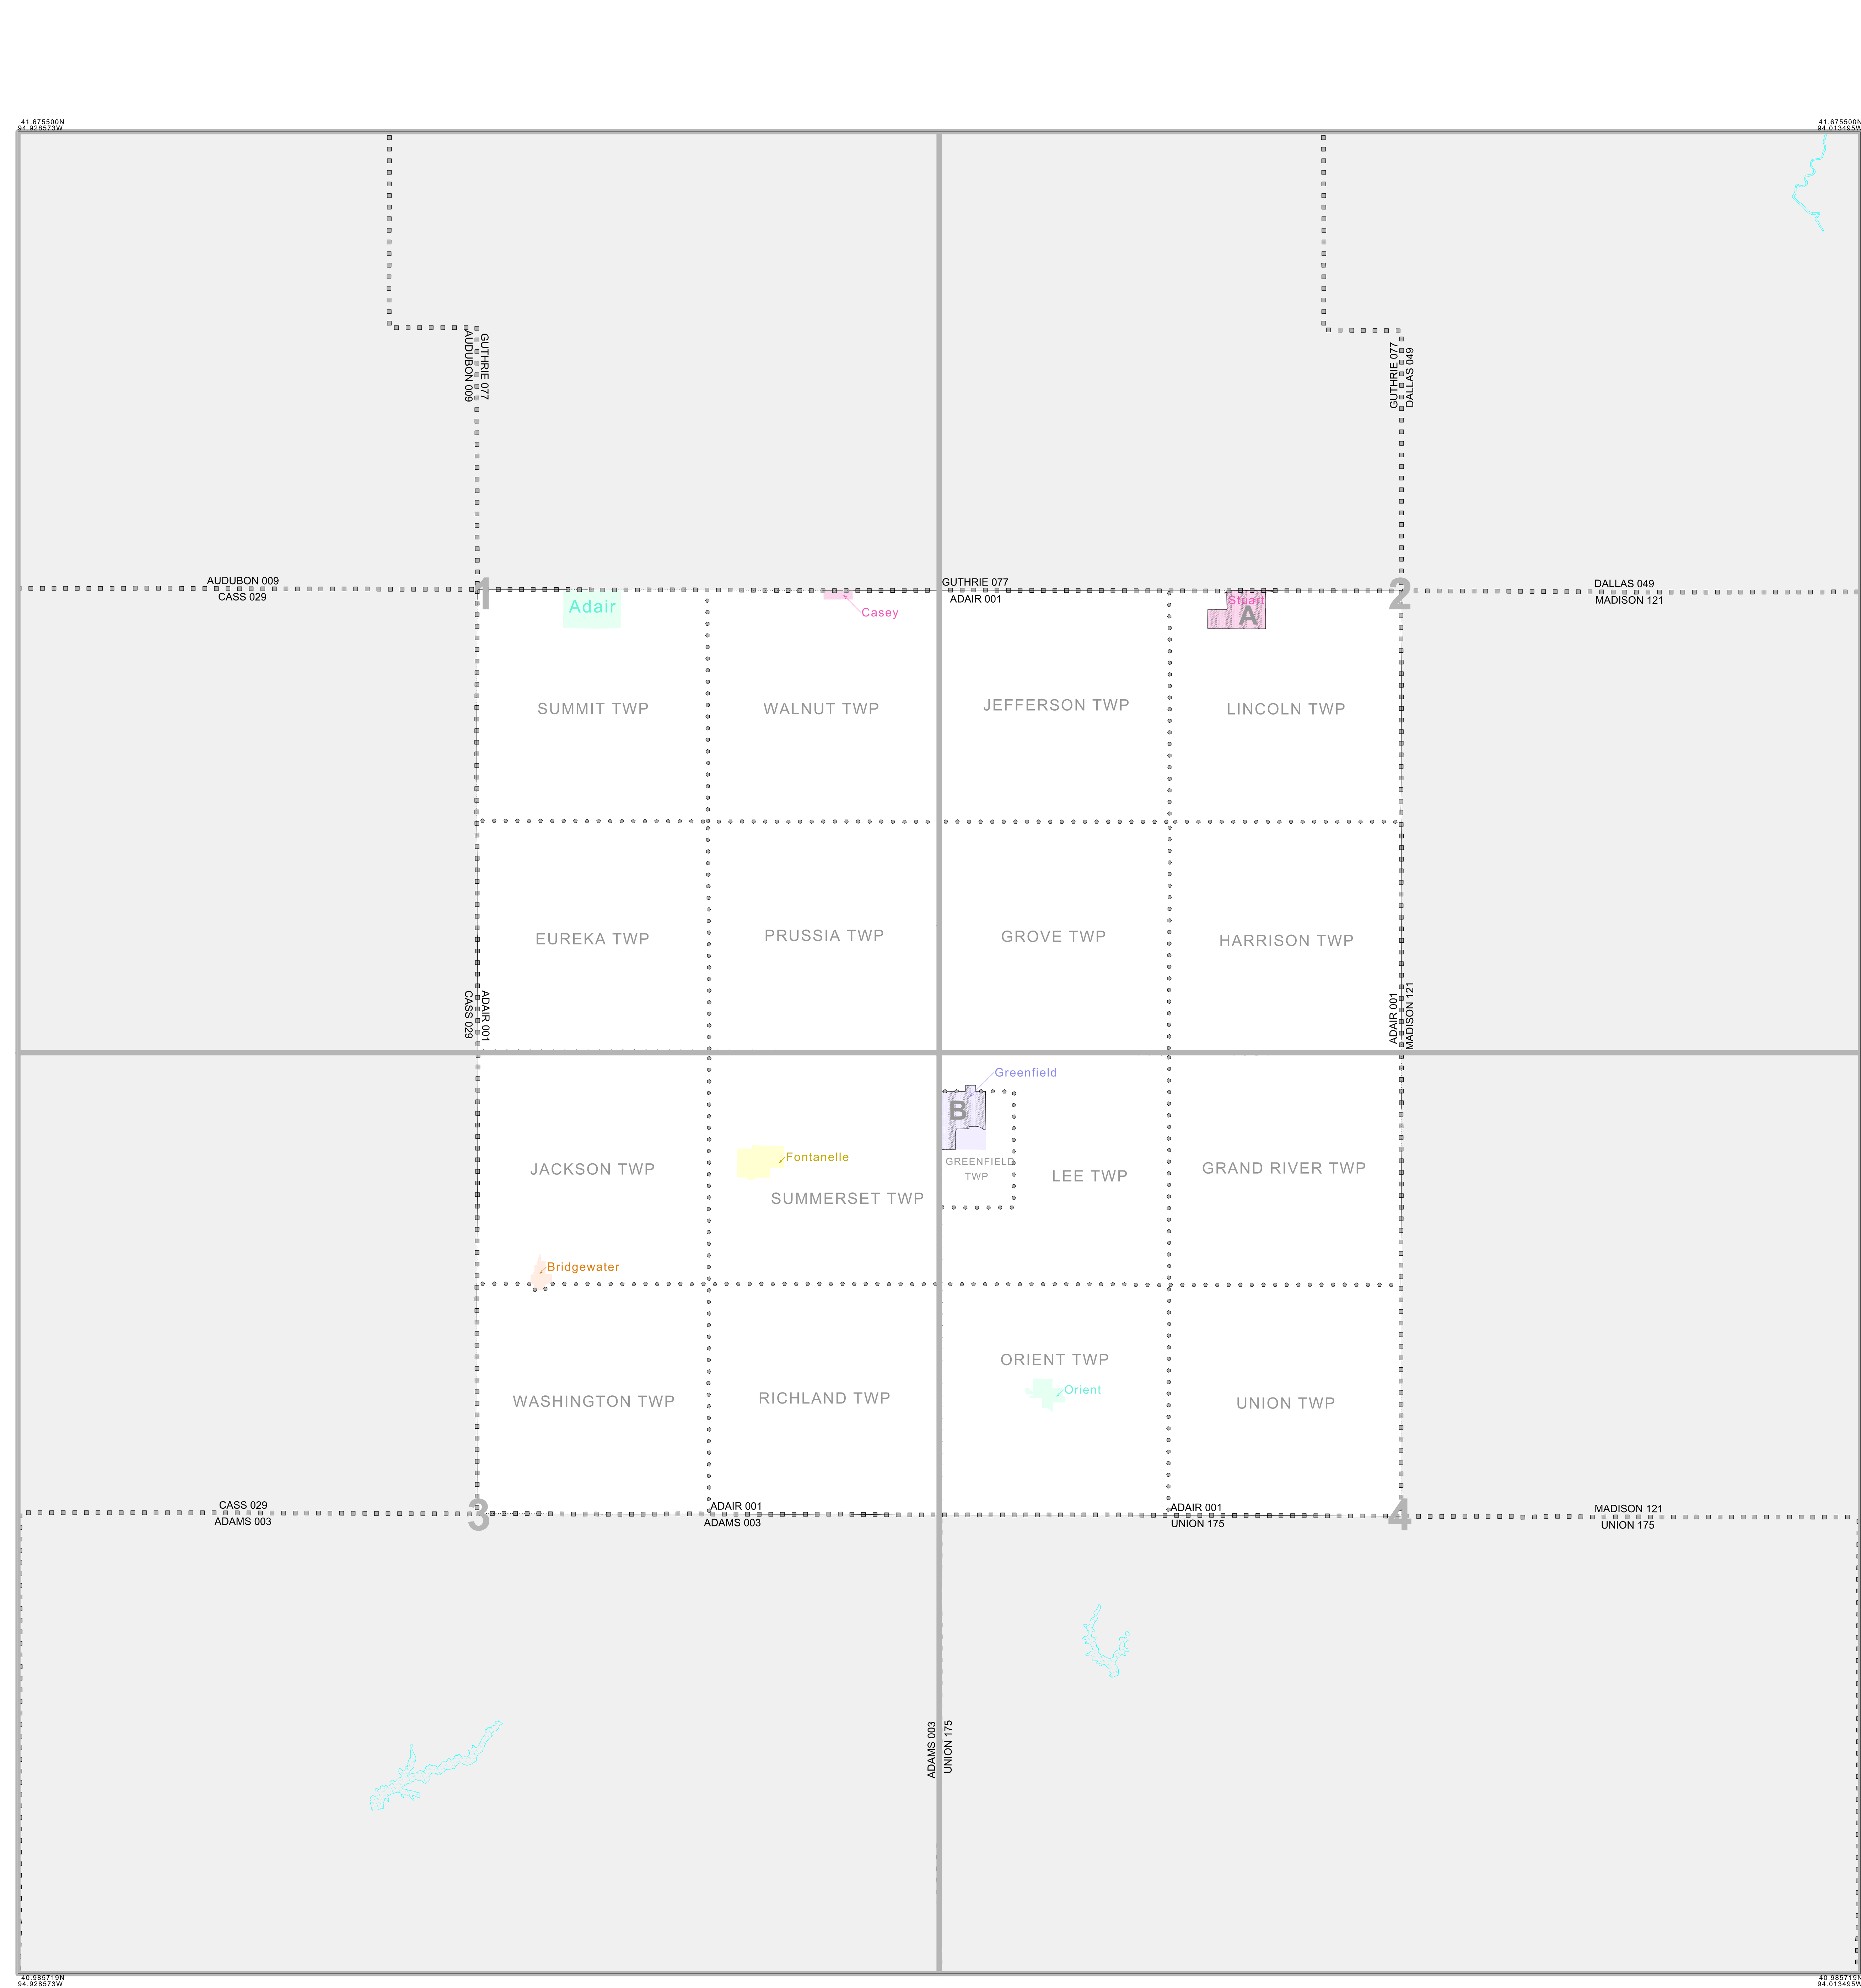 41.675500N
94.928573W
41.675500N
94.013495W
GUTHRIE 077
AUDUBON 009
GUTHRIE 077
DALLAS 049
AUDUBON 009
CASS 029
1
GUTHRIE 077
ADAIR 001
2
DALLAS 049
MADISON 121
Adair
Casey
Stuart
A
SUMMIT TWP
WALNUT TWP
JEFFERSON TWP
LINCOLN TWP
EUREKA TWP
PRUSSIA TWP
GROVE TWP
HARRISON TWP
ADAIR 001
CASS 029
ADAIR 001
MADISON 121
Greenfield
B
Fontanelle
JACKSON TWP
SUMMERSET TWP
GREENFIELD
TWP
LEE TWP
GRAND RIVER TWP
Bridgewater
ORIENT TWP
Orient
WASHINGTON TWP
RICHLAND TWP
UNION TWP
CASS 029
ADAMS 003
3
ADAIR 001
ADAMS 003
ADAIR 001
UNION 175
4
MADISON 121
UNION 175
ADAMS 003
UNION 175
40.985719N
94.928573W
40.985719N
94.013495W